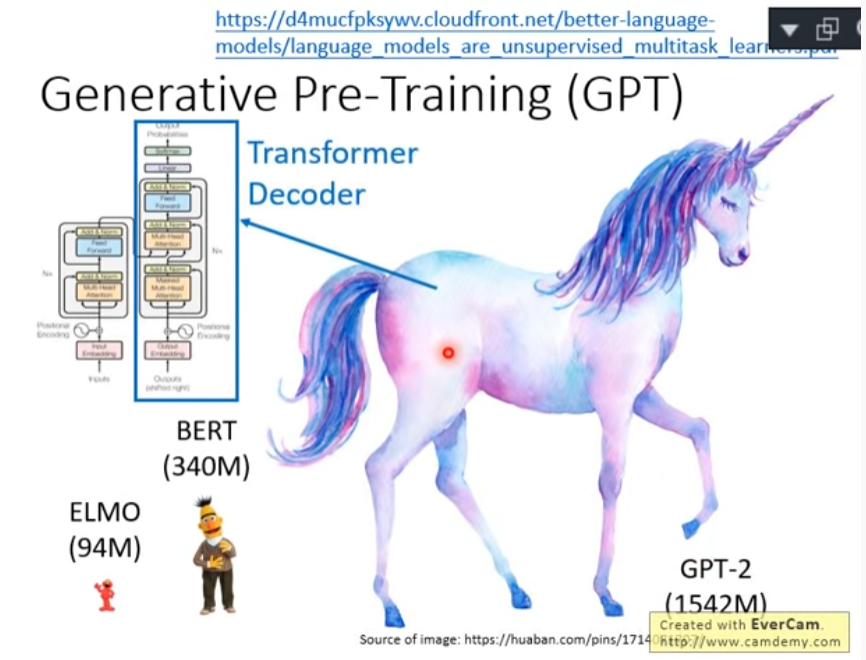 https://d4mucfpksywv.cloudfront.net/better-language-
models/language_models_are_unsupervised_multitask_learners.pdf
Generative Pre-Training (GPT)
Transformer
Decoder
Output
Probabilities
Softmax
Linear
Add & Norm
Feed
Forward
Add & Norm
Multi-Head
Attention
Add & Norm
Masked
Multi-Head
Attention
Nx
Positional
Encoding
Output
Embedding
Outputs
(shifted right)
Add & Norm
Feed
Forward
Add & Norm
Multi-Head
Attention
Nx
Positional
Encoding
Input
Embedding
Inputs
BERT
(340M)
ELMO
(94M)
GPT-2
(1542M)
Source of image: https://huaban.com/pins/1714
Created with EverCam.
http://www.camdemy.com